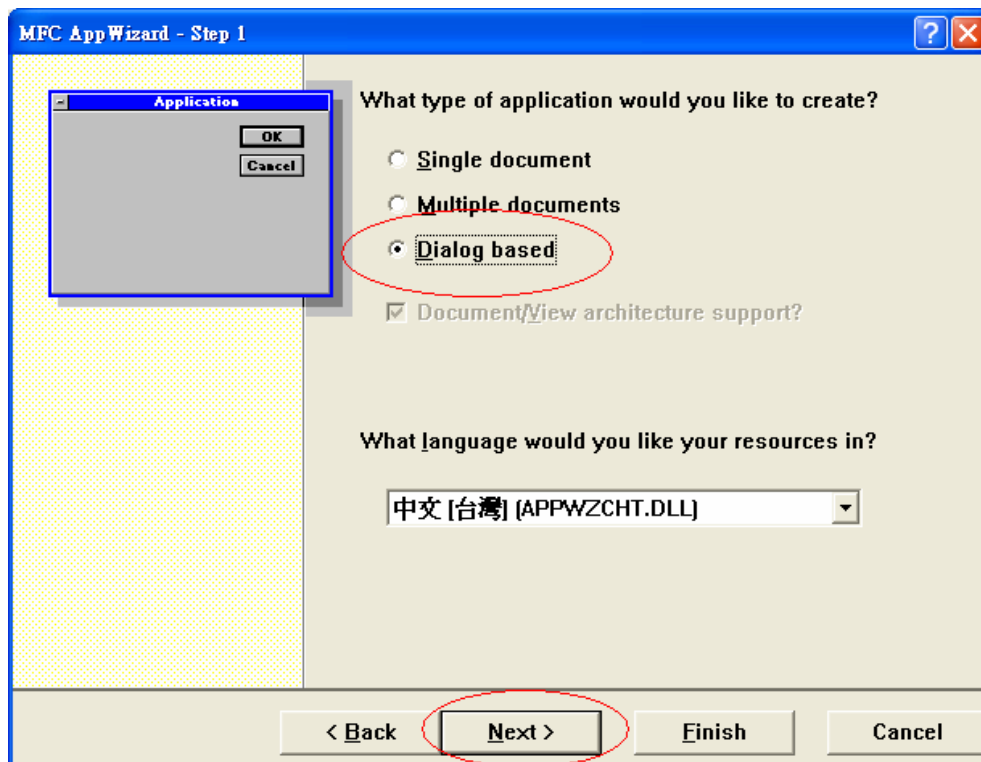 MFC AppWizard - Step 1
Application
OK
Cancel
What type of application would you like to create?
Single document
Multiple documents
Dialog based
Document/View architecture support?
What language would you like your resources in?
中文 [台灣] (APPWZCHT.DLL)
< Back Next > Finish Cancel